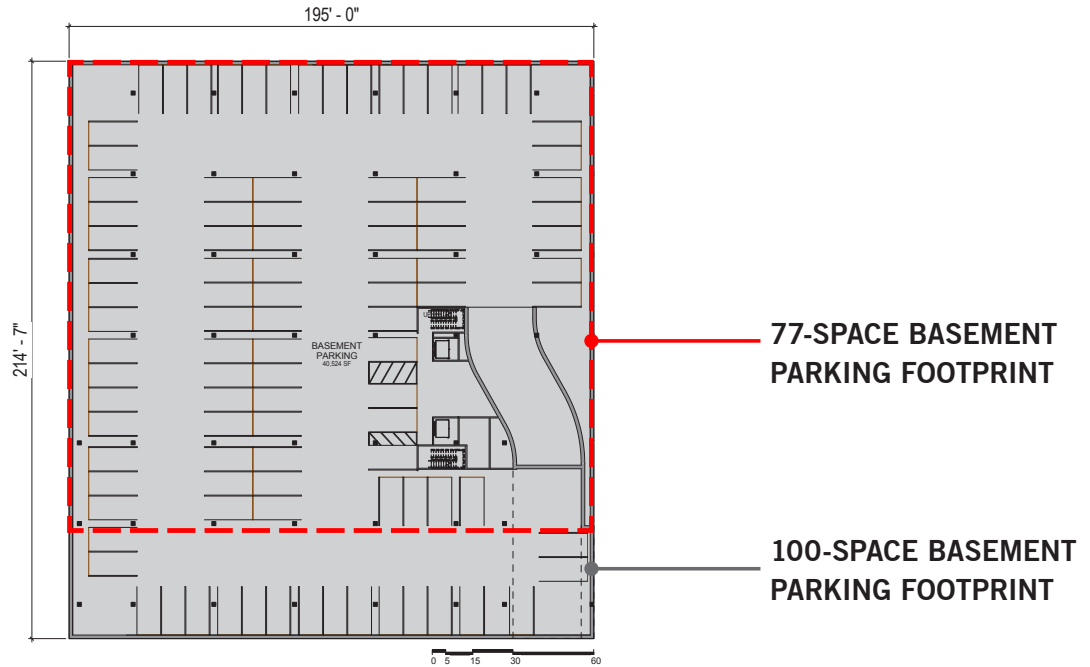 195' - 0"
214' - 7"
BASEMENT
PARKING
40,524 SF
77-SPACE BASEMENT
PARKING FOOTPRINT
100-SPACE BASEMENT
PARKING FOOTPRINT
0 5 15 30 60